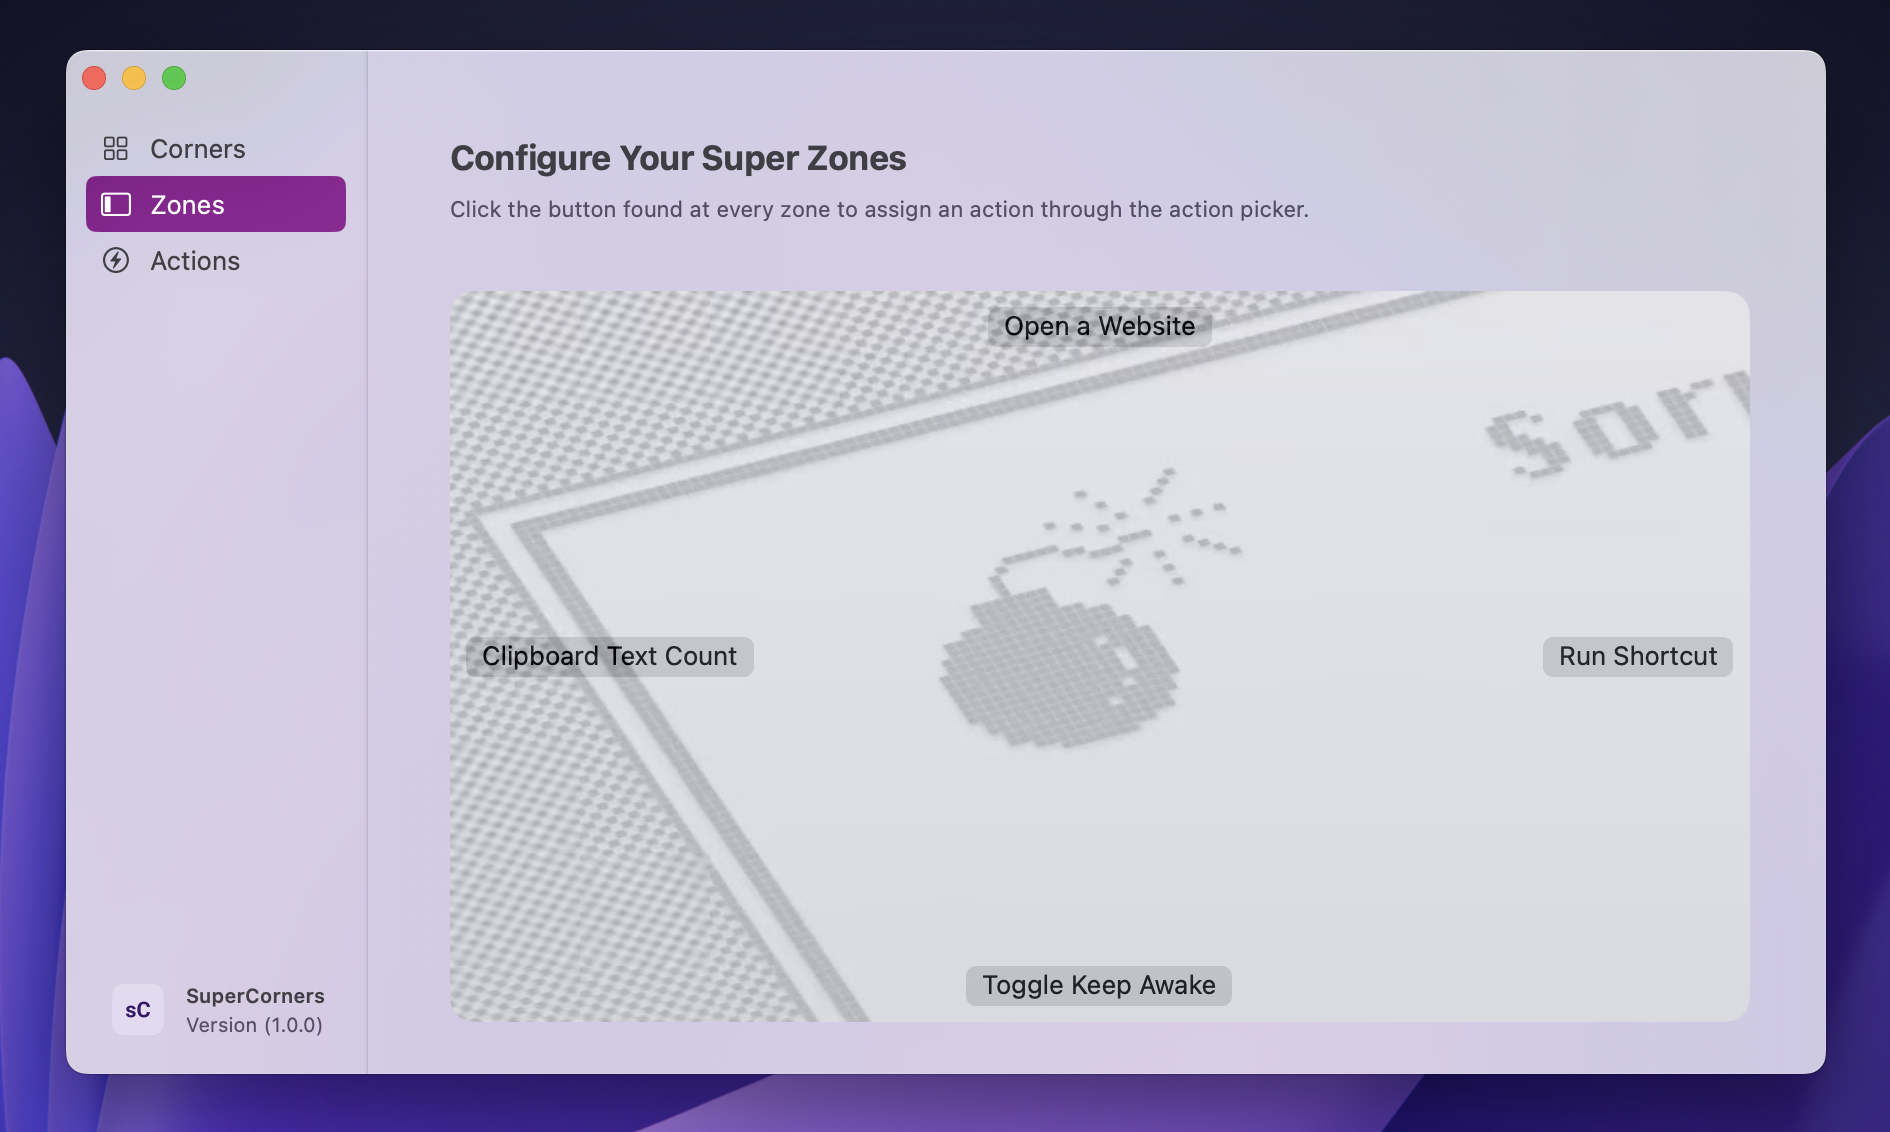 Corners
Zones
Actions
Configure Your Super Zones
Click the button found at every zone to assign an action through the action picker.
Open a Website
Clipboard Text Count
Run Shortcut
Toggle Keep Awake
sC
SuperCorners
Version (1.0.0)